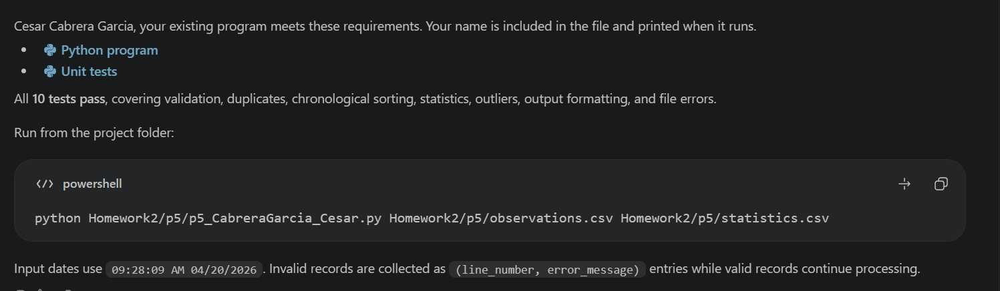 Cesar Cabrera Garcia, your existing program meets these requirements. Your name is included in the file and printed when it runs.
Python program
Unit tests
All 10 tests pass, covering validation, duplicates, chronological sorting, statistics, outliers, output formatting, and file errors.
Run from the project folder:
powershell
python Homework2/p5/p5_CabreraGarcia_Cesar.py Homework2/p5/observations.csv Homework2/p5/statistics.csv
Input dates use 09:28:09 AM 04/20/2026. Invalid records are collected as (line_number, error_message) entries while valid records continue processing.